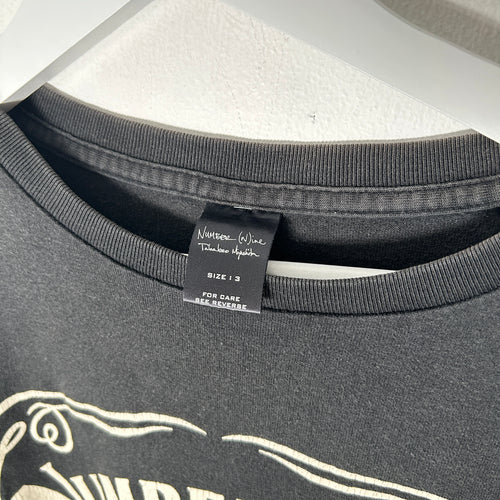 NUMBER (N)ine
Takahiro Miyashita
SIZE : 3
FOR CARE
SEE REVERSE